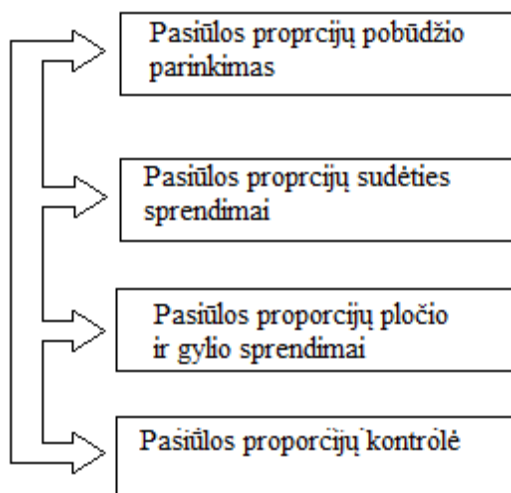 Pasiūlos proprcijų pobūdžio
parinkimas
Pasiūlos proprcijų sudėties
sprendimai
Pasiūlos proporcijų pločio
ir gylio sprendimai
Pasiūlos proporcijų kontrolė